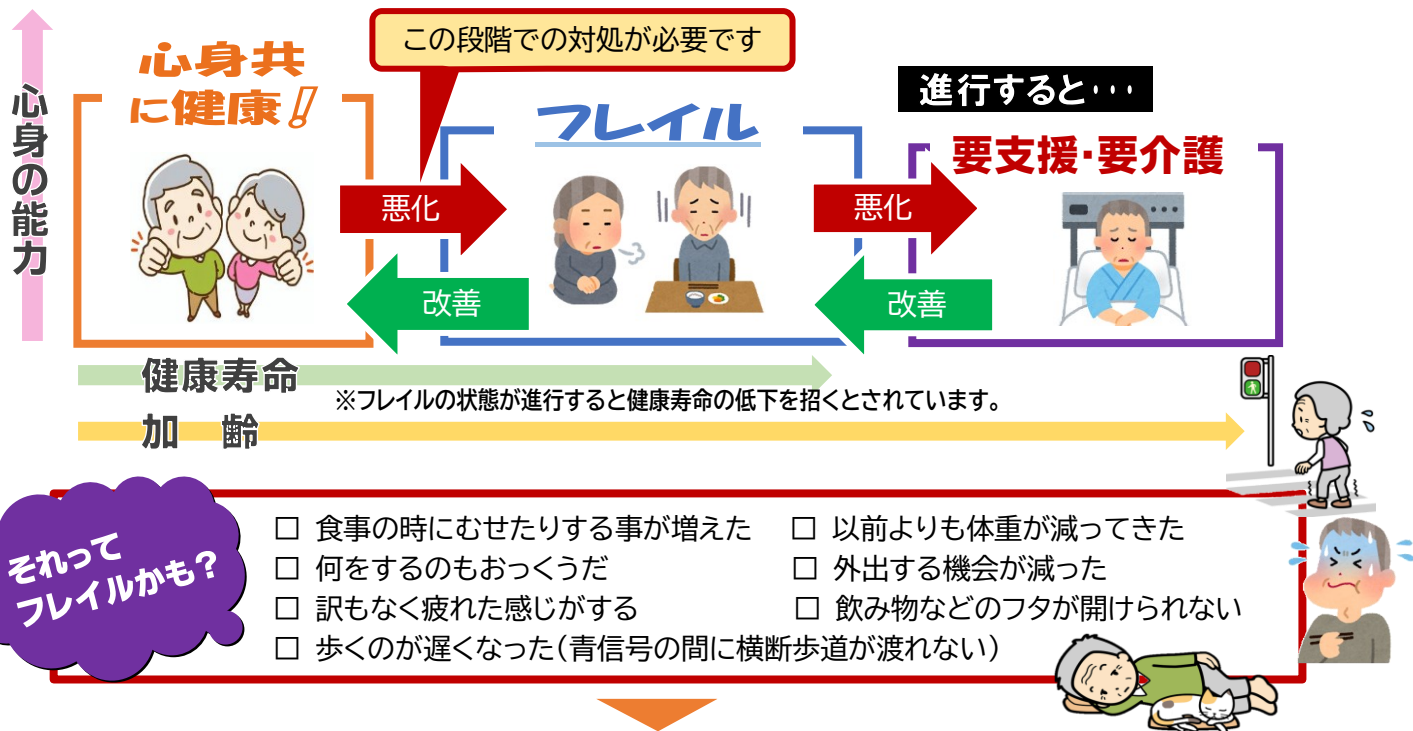 この段階での対処が必要です
心身共
に健康!
フレイル
進行すると・・・
要支援・要介護
心身の能力
悪化
悪化
改善
改善
健康寿命
※フレイルの状態が進行すると健康寿命の低下を招くとされています。
加 齢
それって
フレイルかも?
□ 食事の時にむせたりする事が増えた
□ 以前よりも体重が減ってきた
□ 何をするのもおっくうだ
□ 外出する機会が減った
□ 訳もなく疲れた感じがする
□ 飲み物などのフタが開けられない
□ 歩くのが遅くなった(青信号の間に横断歩道が渡れない)